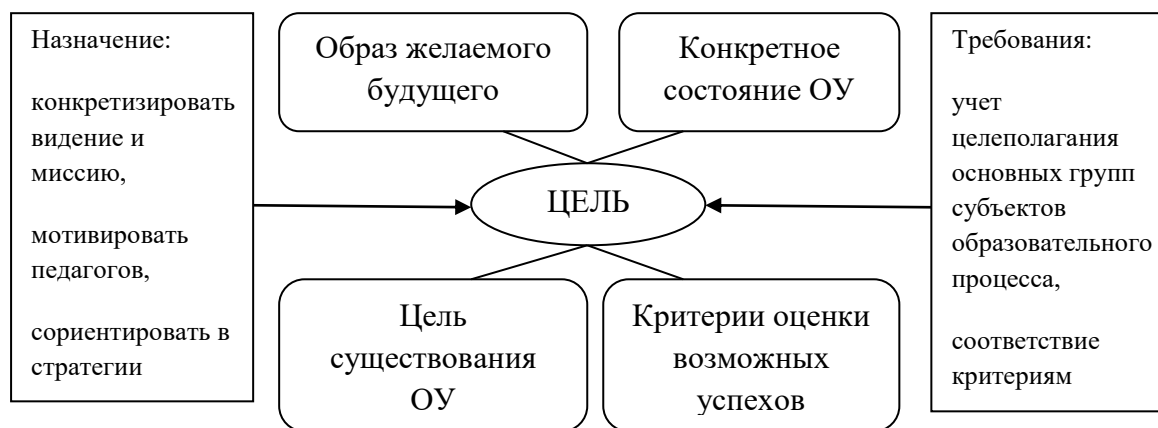 Назначение:
конкретизировать
видение и
миссию,
мотивировать
педагогов,
сориентировать в
стратегии
Образ желаемого
будущего
Конкретное
состояние ОУ
ЦЕЛЬ
Цель
существования
ОУ
Критерии оценки
возможных
успехов
Требования:
учет
целеполагания
основных групп
субъектов
образовательного
процесса,
соответствие
критериям